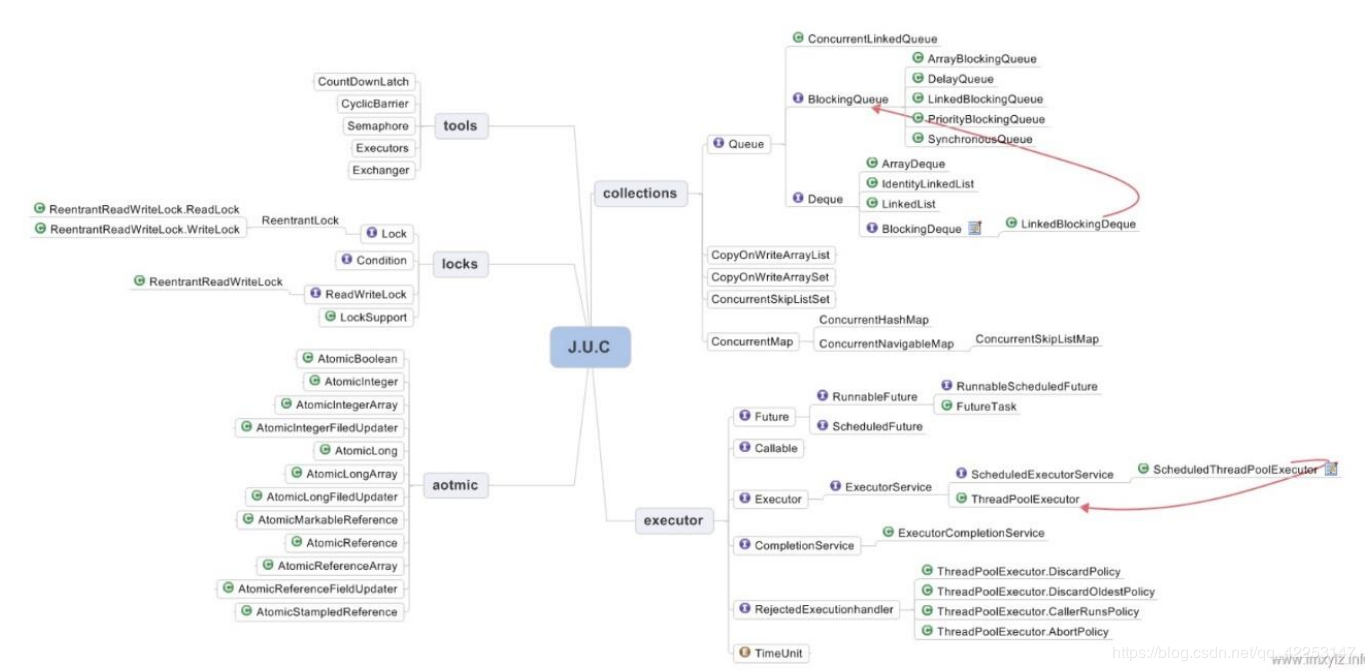 J.U.C
tools
CountDownLatch
CyclicBarrier
Semaphore
Executors
Exchanger
locks
Lock
ReentrantLock
ReentrantReadWriteLock.ReadLock
ReentrantReadWriteLock.WriteLock
Condition
ReadWriteLock
ReentrantReadWriteLock
LockSupport
aotmic
AtomicBoolean
AtomicInteger
AtomicIntegerArray
AtomicIntegerFiledUpdater
AtomicLong
AtomicLongArray
AtomicLongFiledUpdater
AtomicMarkableReference
AtomicReference
AtomicReferenceArray
AtomicReferenceFieldUpdater
AtomicStampledReference
collections
Queue
ConcurrentLinkedQueue
BlockingQueue
ArrayBlockingQueue
DelayQueue
LinkedBlockingQueue
PriorityBlockingQueue
SynchronousQueue
Deque
ArrayDeque
IdentityLinkedList
LinkedList
BlockingDeque
LinkedBlockingDeque
CopyOnWriteArrayList
CopyOnWriteArraySet
ConcurrentSkipListSet
ConcurrentMap
ConcurrentHashMap
ConcurrentNavigableMap
ConcurrentSkipListMap
executor
Future
RunnableFuture
RunnableScheduledFuture
FutureTask
ScheduledFuture
Callable
Executor
ExecutorService
ScheduledExecutorService
ScheduledThreadPoolExecutor
ThreadPoolExecutor
CompletionService
ExecutorCompletionService
RejectedExecutionhandler
ThreadPoolExecutor.DiscardPolicy
ThreadPoolExecutor.DiscardOldestPolicy
ThreadPoolExecutor.CallerRunsPolicy
ThreadPoolExecutor.AbortPolicy
TimeUnit
https://blog.csdn.net/qq_42253147
www.imxylz.info